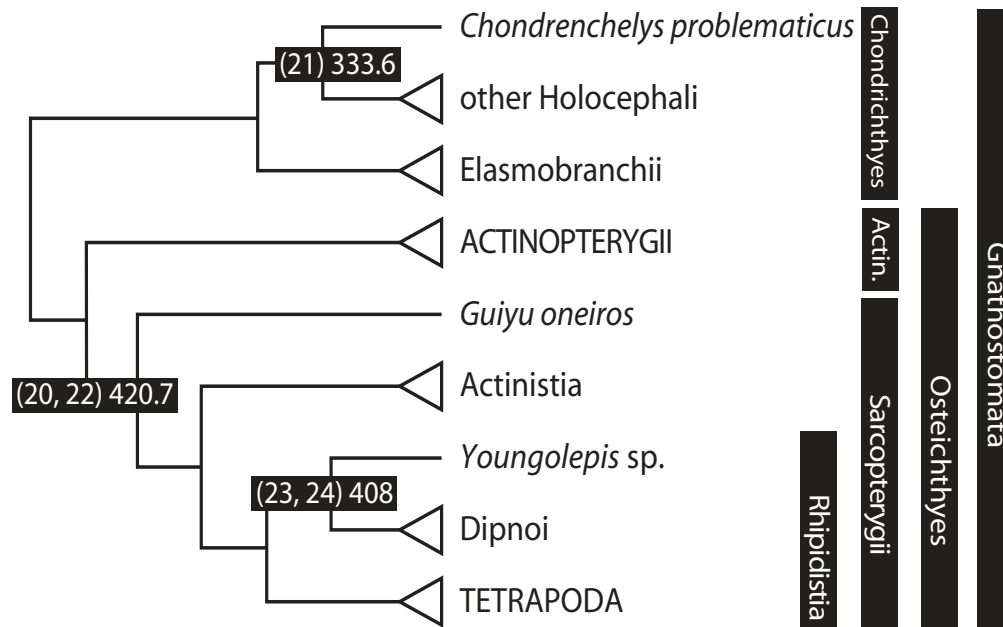 Chondrenchelys problematicus
(21) 333.6
other Holocephali
Elasmobranchii
ACTINOPTERYGII
Guiyu oneiros
(20, 22) 420.7
Actinistia
Youngolepis sp.
(23, 24) 408
Dipnoi
TETRAPODA
Chondrichthyes
Actin.
Sarcopterygii
Rhipidistia
Osteichthyes
Gnathostomata